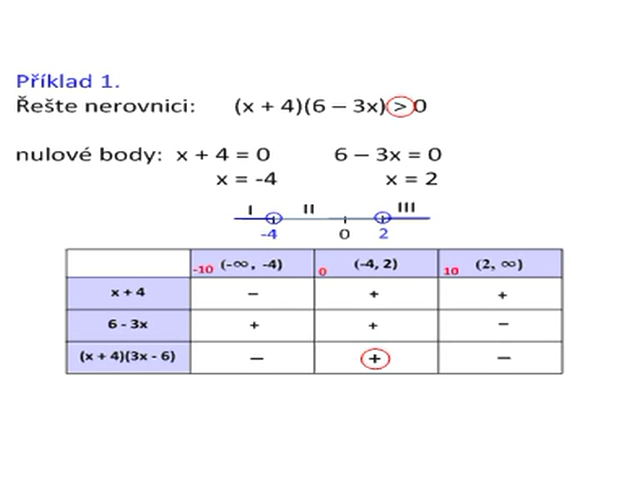 Příklad 1.
Řešte nerovnici: (x + 4)(6 – 3x) > 0
nulové body: x + 4 = 0 6 – 3x = 0
x = -4 x = 2
I II III
-4 0 2
-10 (-∞, -4) 0 (-4, 2) 10 (2, ∞)
x + 4 – + +
6 - 3x + + –
(x + 4)(3x - 6) – + –